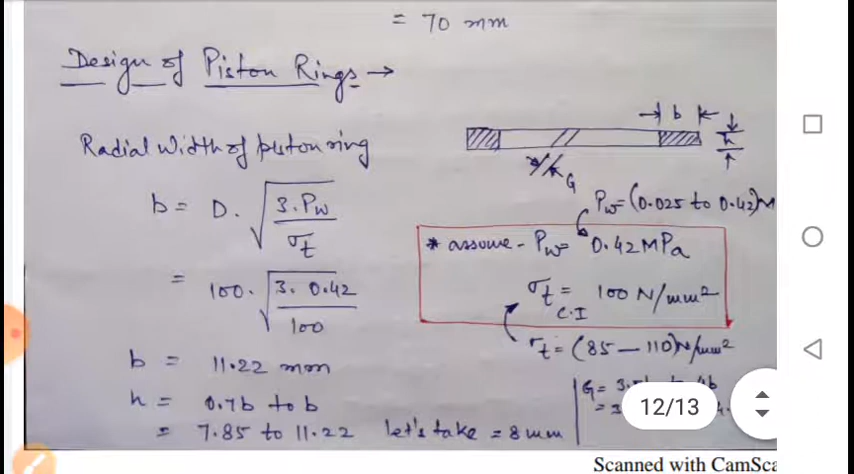 = 70 mm
Design of Piston Rings →
Radial Width of piston ring
b
h
G
b = D. √ 3.Pw / σt
Pw = (0.025 to 0.42)M
* assume - Pw = 0.42 MPa
= 100. √ 3. 0.42 / 100
σt = 100 N/mm²
C.I
σt = (85 — 110) N/mm²
b = 11.22 mm
h = 0.7b to b
G = 3.
= 7.85 to 11.22 let's take = 8 mm
12/13
Scanned with CamSca